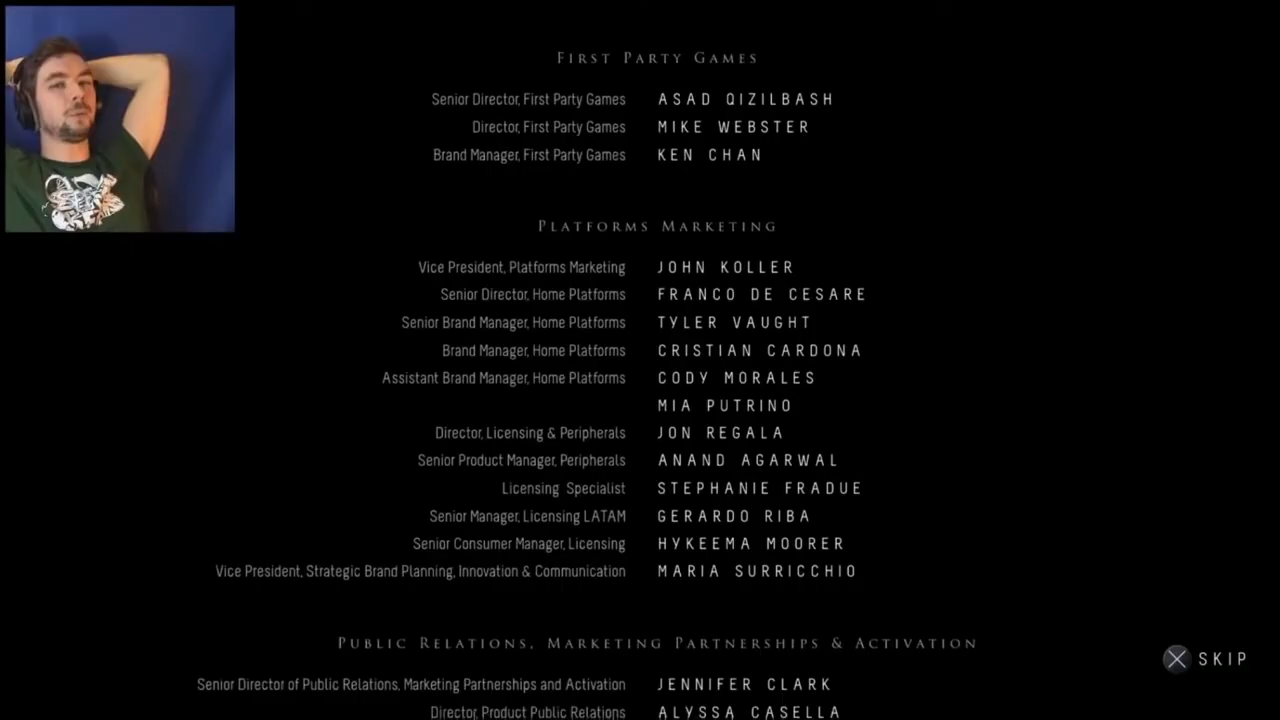 FIRST PARTY GAMES
Senior Director, First Party Games ASAD QIZILBASH
Director, First Party Games MIKE WEBSTER
Brand Manager, First Party Games KEN CHAN
PLATFORMS MARKETING
Vice President, Platforms Marketing JOHN KOLLER
Senior Director, Home Platforms FRANCO DE CESARE
Senior Brand Manager, Home Platforms TYLER VAUGHT
Brand Manager, Home Platforms CRISTIAN CARDONA
Assistant Brand Manager, Home Platforms CODY MORALES
MIA PUTRINO
Director, Licensing & Peripherals JON REGALA
Senior Product Manager, Peripherals ANAND AGARWAL
Licensing Specialist STEPHANIE FRADUE
Senior Manager, Licensing LATAM GERARDO RIBA
Senior Consumer Manager, Licensing HYKEEMA MOORER
Vice President, Strategic Brand Planning, Innovation & Communication MARIA SURRICCHIO
PUBLIC RELATIONS, MARKETING PARTNERSHIPS & ACTIVATION
SKIP
Senior Director of Public Relations, Marketing Partnerships and Activation JENNIFER CLARK
Director, Product Public Relations ALYSSA CASELLA